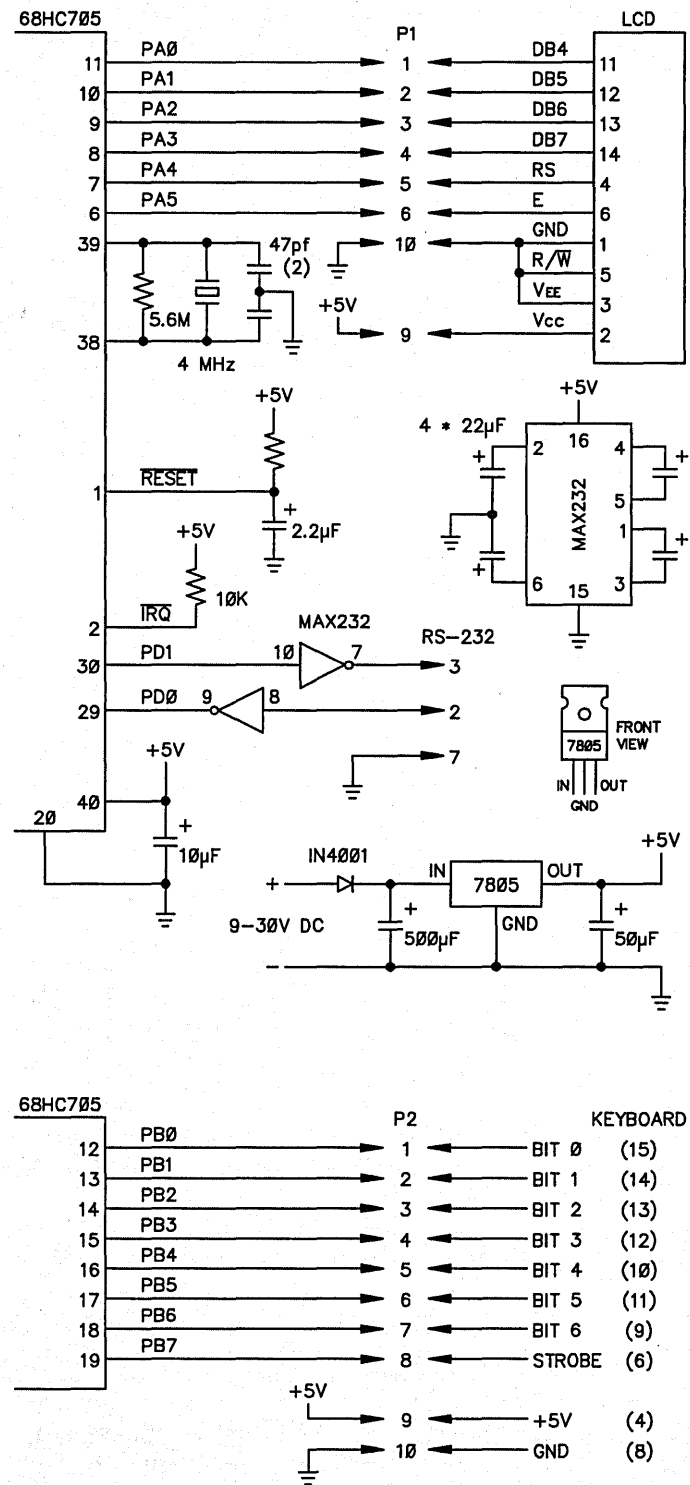 68HC705 LCD
P1
11 PA0 1 DB4 11
10 PA1 2 DB5 12
9 PA2 3 DB6 13
8 PA3 4 DB7 14
7 PA4 5 RS 4
6 PA5 6 E 6
39 47pf (2) 10 GND 1
R/W 5
5.6M +5V VEE 3
38 9 Vcc 2
4 MHz
+5V +5V
4 * 22µF 2 16 4
5
1 RESET MAX232 1
+
2.2µF
+5V
6 15 3
+ + + +
2 IRQ 10K
MAX232 RS-232
30 PD1 10 7 3
29 PD0 9 8 2
7
7805 FRONT
VIEW
IN OUT
GND
+5V
40
20
+
10µF
IN4001 IN 7805 OUT +5V
+
9-30V DC + 500µF GND + 50µF
-
68HC705 P2 KEYBOARD
12 PB0 1 BIT 0 (15)
13 PB1 2 BIT 1 (14)
14 PB2 3 BIT 2 (13)
15 PB3 4 BIT 3 (12)
16 PB4 5 BIT 4 (10)
17 PB5 6 BIT 5 (11)
18 PB6 7 BIT 6 (9)
19 PB7 8 STROBE (6)
+5V
9 +5V (4)
10 GND (8)